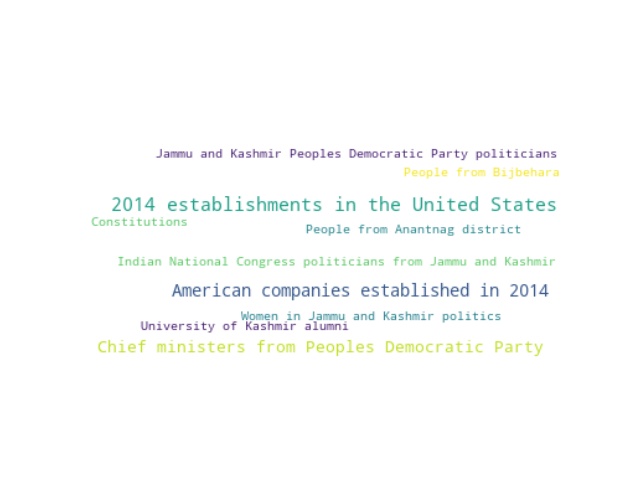 Jammu and Kashmir Peoples Democratic Party politicians
People from Bijbehara
2014 establishments in the United States
Constitutions
People from Anantnag district
Indian National Congress politicians from Jammu and Kashmir
American companies established in 2014
Women in Jammu and Kashmir politics
University of Kashmir alumni
Chief ministers from Peoples Democratic Party